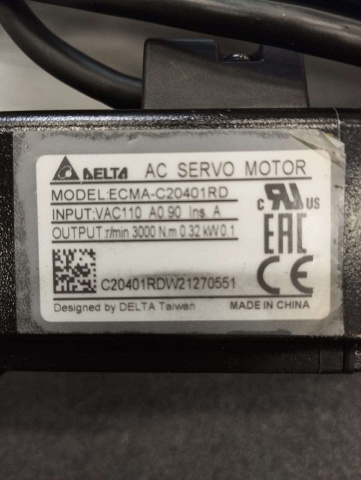 DELTA AC SERVO MOTOR
MODEL:ECMA-C20401RD
INPUT:VAC110 A0.90 Ins. A
OUTPUT:r/min 3000 N.m 0.32 kW 0.1
C US
EAC
CE
C20401RDW21270551
Designed by DELTA Taiwan MADE IN CHINA